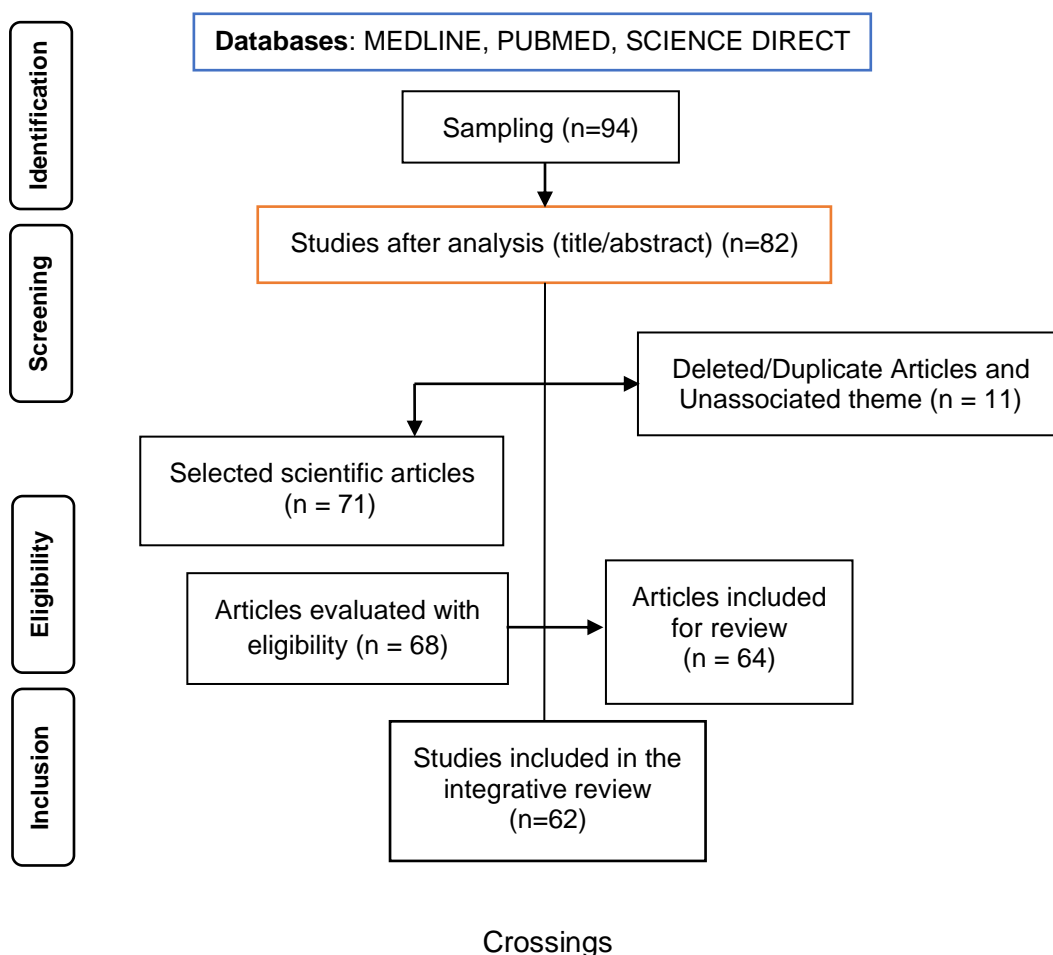 Databases: MEDLINE, PUBMED, SCIENCE DIRECT
Identification
Sampling (n=94)
Studies after analysis (title/abstract) (n=82)
Screening
Deleted/Duplicate Articles and
Unassociated theme (n = 11)
Selected scientific articles
(n = 71)
Eligibility
Articles evaluated with
eligibility (n = 68)
Articles included
for review
(n = 64)
Inclusion
Studies included in the
integrative review
(n=62)
Crossings